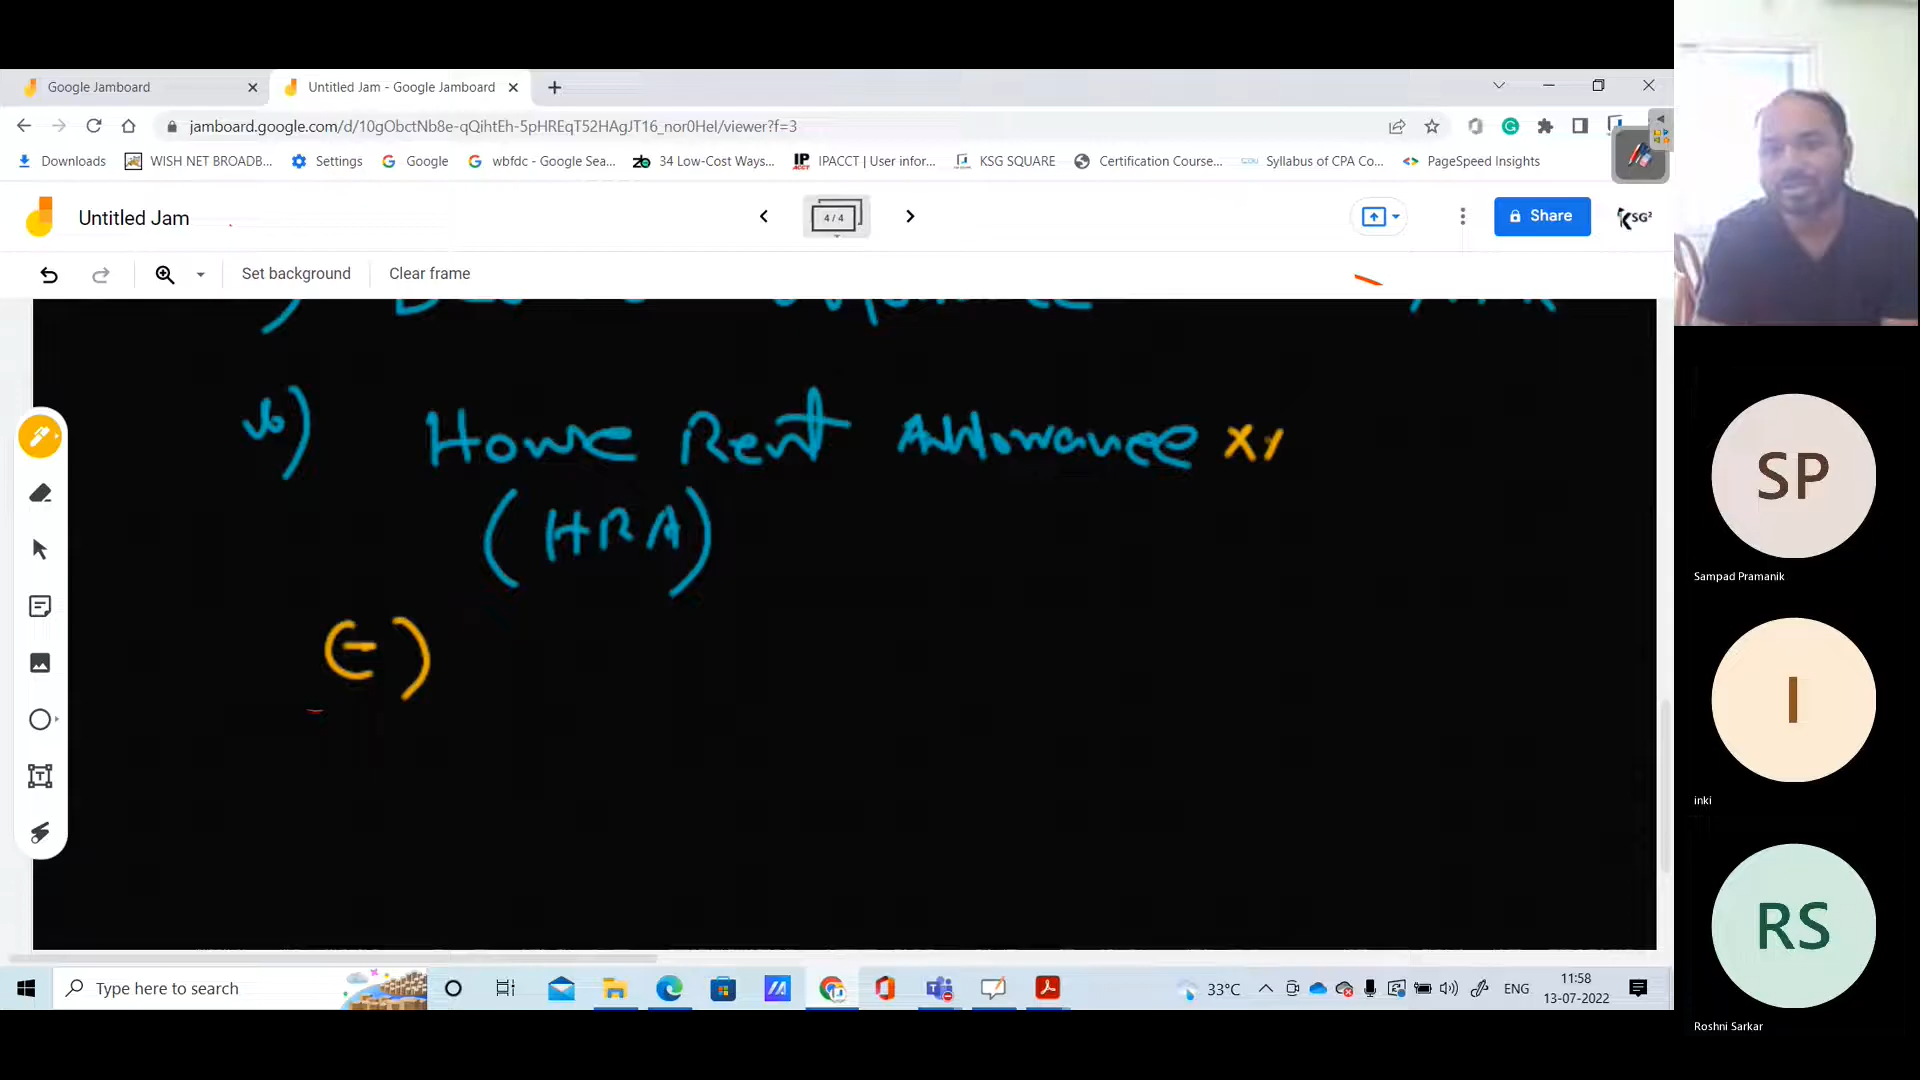 Google Jamboard
Untitled Jam - Google Jamboard
jamboard.google.com/d/10gObctNb8e-qQihtEh-5pHREqT52HAgJT16_nor0HeI/viewer?f=3
Downloads WISH NET BROADB... Settings Google wbfdc - Google Sea... 34 Low-Cost Ways... IPACCT | User infor... KSG SQUARE Certification Course... Syllabus of CPA Co... PageSpeed Insights
Untitled Jam
4 / 4
Share
KSG²
Set background Clear frame
House Rent Allowance xx
(HRA)
(-)
SP
Sampad Pramanik
I
inki
RS
Roshni Sarkar
Type here to search
33°C
ENG
11:58
13-07-2022